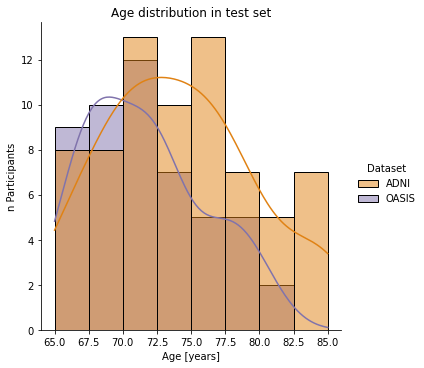 Age distribution in test set
12
10
8
6
4
2
0
n Participants
65.0 67.5 70.0 72.5 75.0 77.5 80.0 82.5 85.0
Age [years]
Dataset
ADNI
OASIS